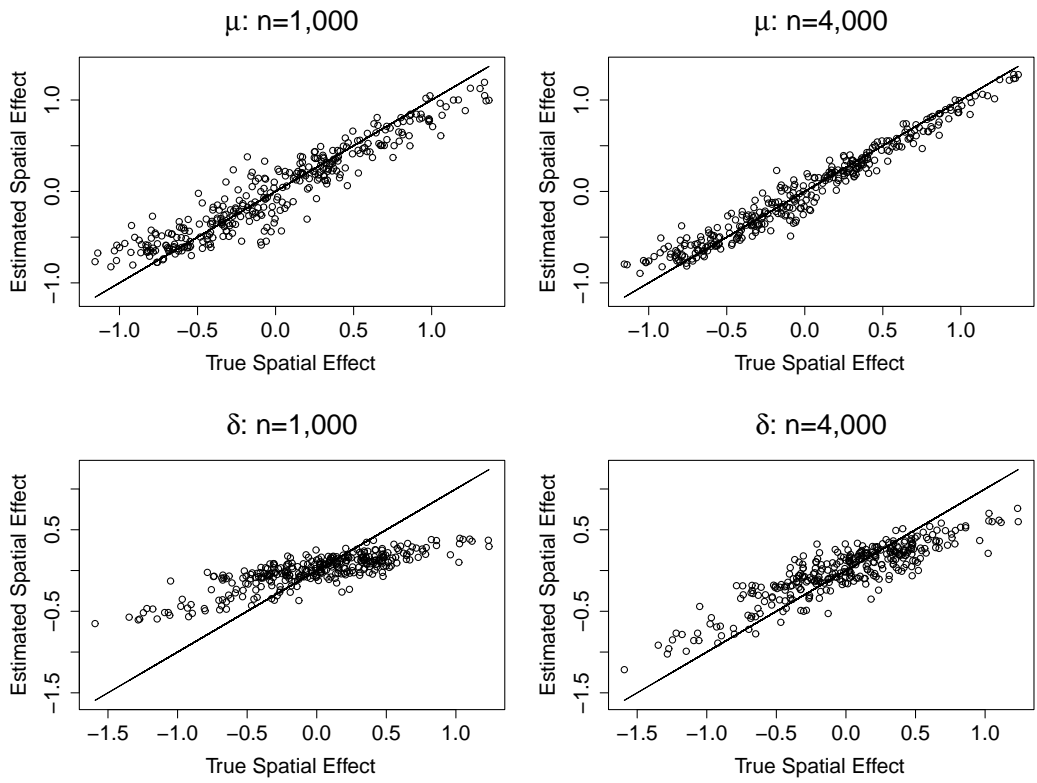 μ: n=1,000
Estimated Spatial Effect
1.0
0.0
−1.0
−1.0 −0.5 0.0 0.5 1.0
True Spatial Effect
μ: n=4,000
Estimated Spatial Effect
1.0
0.0
−1.0
−1.0 −0.5 0.0 0.5 1.0
True Spatial Effect
δ: n=1,000
Estimated Spatial Effect
0.5
−0.5
−1.5
−1.5 −1.0 −0.5 0.0 0.5 1.0
True Spatial Effect
δ: n=4,000
Estimated Spatial Effect
0.5
−0.5
−1.5
−1.5 −1.0 −0.5 0.0 0.5 1.0
True Spatial Effect